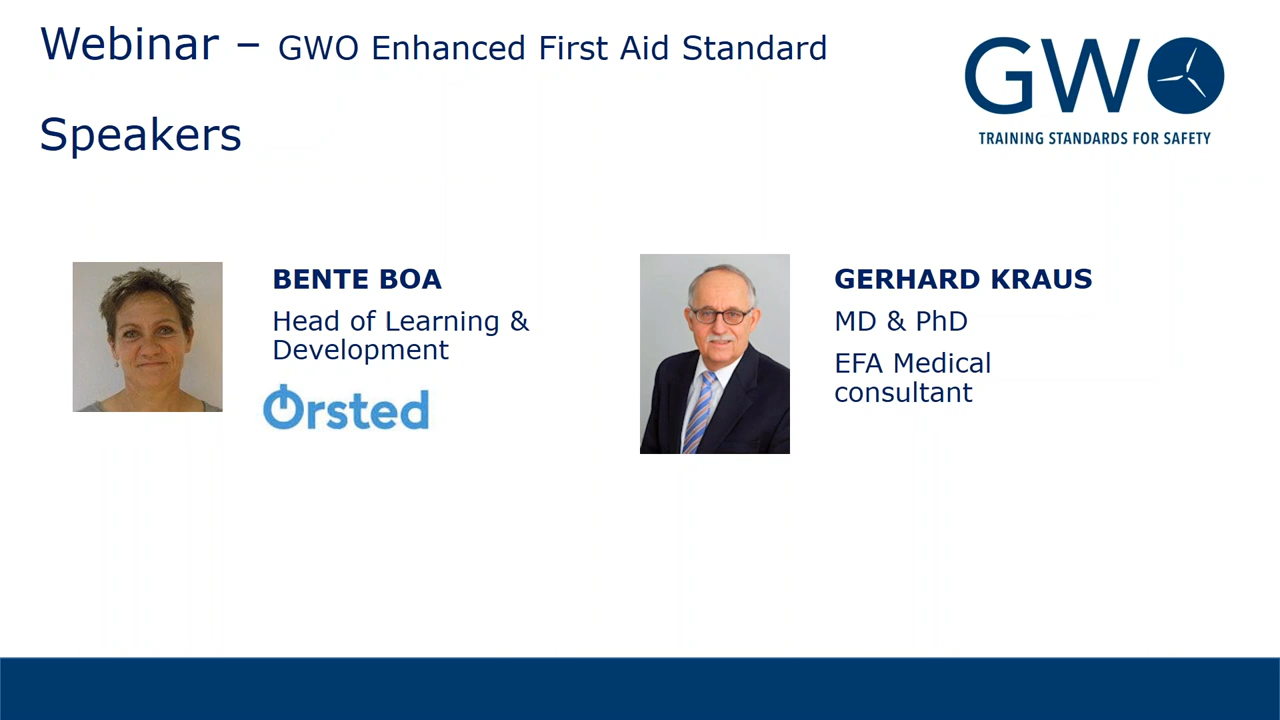 Webinar – GWO Enhanced First Aid Standard
GWO
TRAINING STANDARDS FOR SAFETY
Speakers
BENTE BOA
Head of Learning &
Development
Ørsted
GERHARD KRAUS
MD & PhD
EFA Medical
consultant